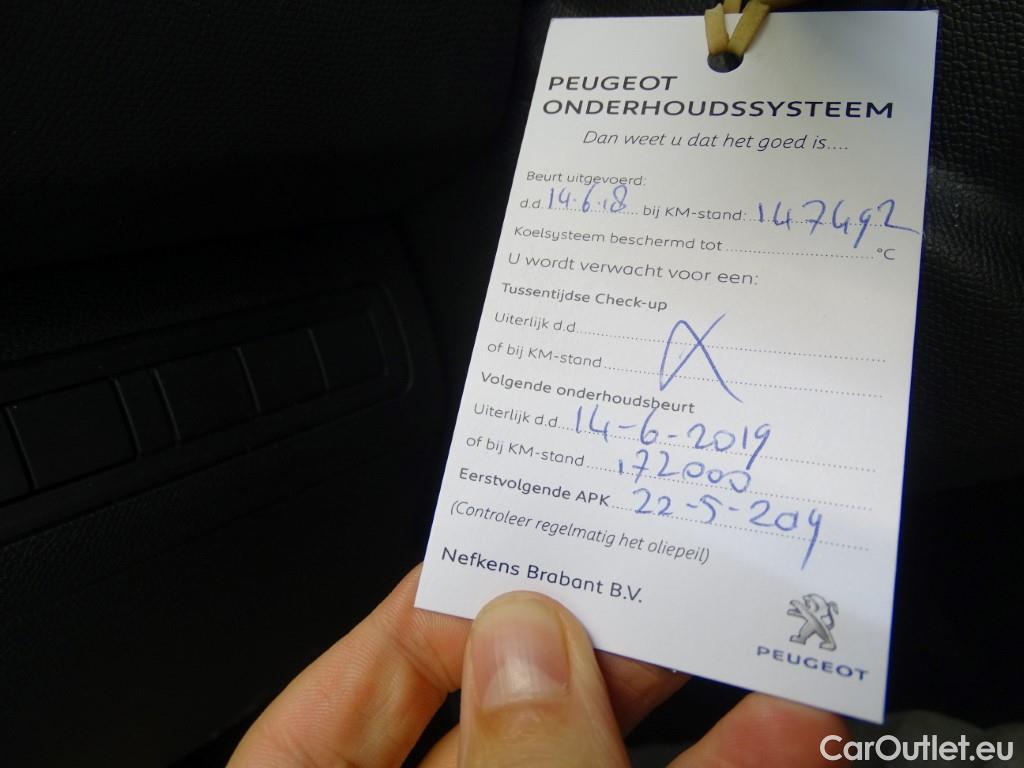 PEUGEOT
ONDERHOUDSSYSTEEM
Dan weet u dat het goed is....
Beurt uitgevoerd:
d.d. 14.6.18 bij KM-stand: 147492
Koelsysteem beschermd tot .......... °C
U wordt verwacht voor een:
Tussentijdse Check-up
Uiterlijk d.d.
of bij KM-stand
Volgende onderhoudsbeurt
Uiterlijk d.d. 14-6-2019
of bij KM-stand 172000
Eerstvolgende APK 22-5-2019
(Controleer regelmatig het oliepeil)
Nefkens Brabant B.V.
PEUGEOT
CarOutlet.eu